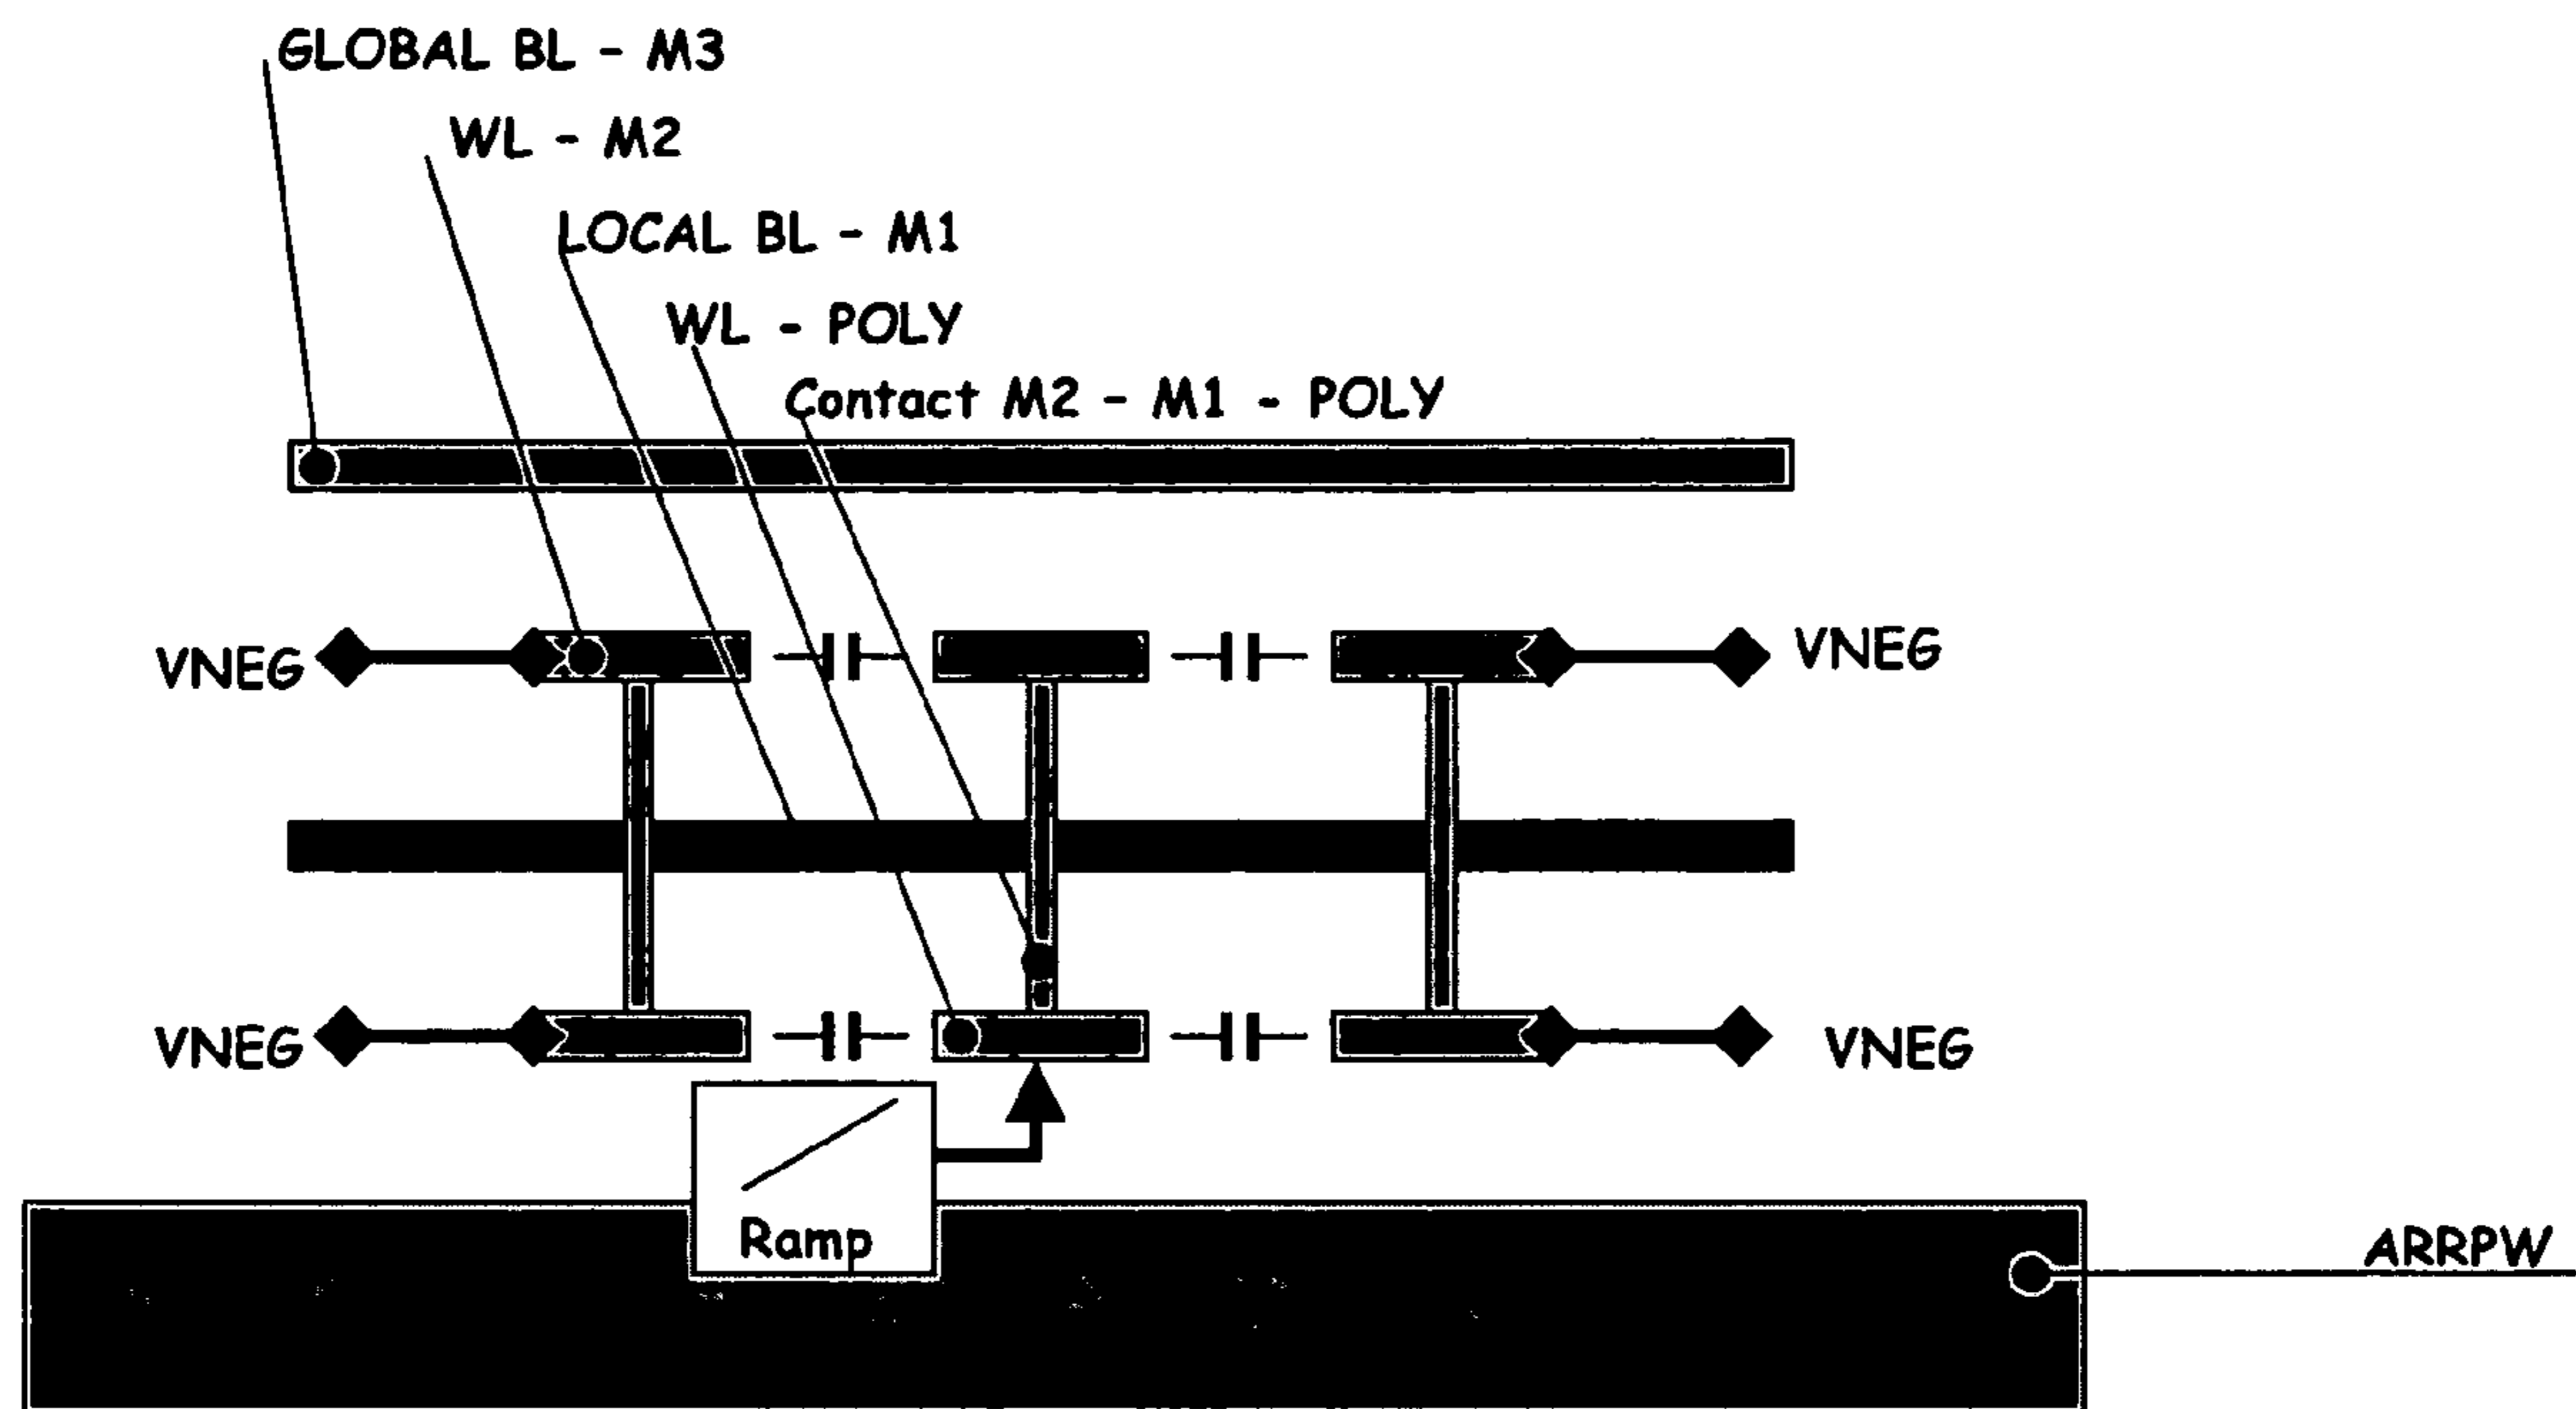 GLOBAL BL - M3
WL - M2
LOCAL BL - M1
WL - POLY
Contact M2 - M1 - POLY
VNEG
VNEG
VNEG
VNEG
Ramp
ARRPW